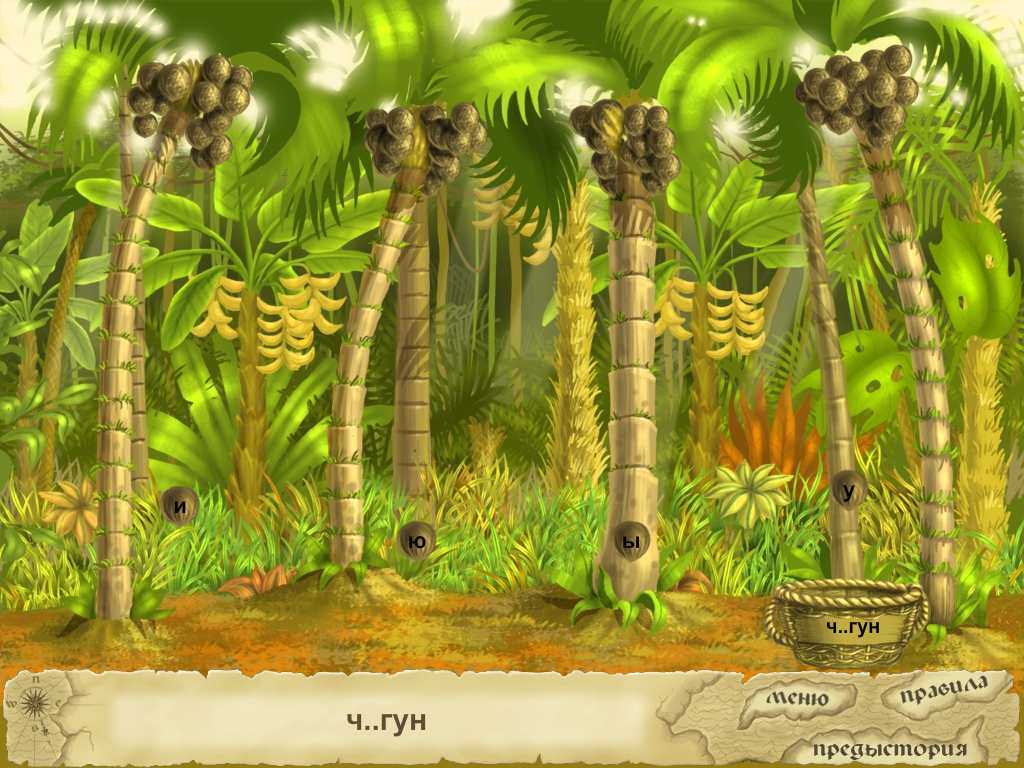 и
ю
ы
у
ч..гун
ч..гун
меню
правила
предыстория